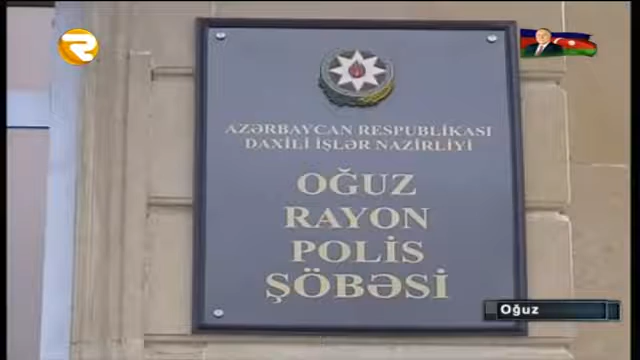 AZƏRBAYCAN RESPUBLİKASI
DAXİLİ İŞLƏR NAZİRLİYİ
OĞUZ
RAYON
POLİS
ŞÖBƏSİ
Oğuz